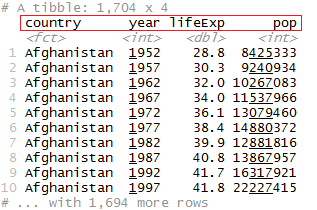 # A tibble: 1,704 x 4
country year lifeExp pop
<fct> <int> <dbl> <int>
1 Afghanistan 1952 28.8 8425333
2 Afghanistan 1957 30.3 9240934
3 Afghanistan 1962 32.0 10267083
4 Afghanistan 1967 34.0 11537966
5 Afghanistan 1972 36.1 13079460
6 Afghanistan 1977 38.4 14880372
7 Afghanistan 1982 39.9 12881816
8 Afghanistan 1987 40.8 13867957
9 Afghanistan 1992 41.7 16317921
10 Afghanistan 1997 41.8 22227415
# ... with 1,694 more rows